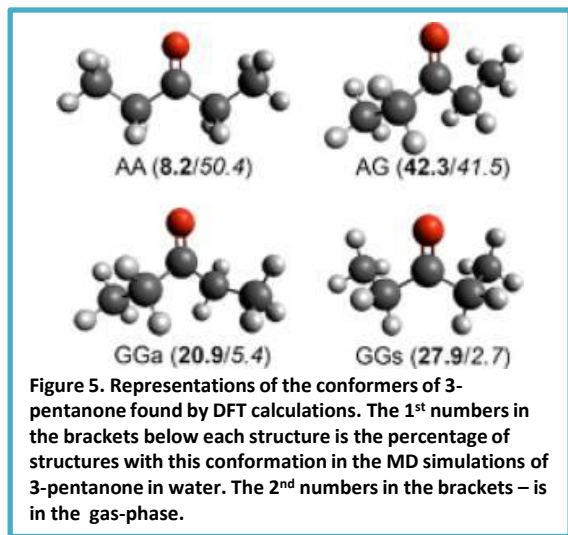 AA (8.2/50.4) AG (42.3/41.5)
GGa (20.9/5.4) GGs (27.9/2.7)
Figure 5. Representations of the conformers of 3-
pentanone found by DFT calculations. The 1st numbers in
the brackets below each structure is the percentage of
structures with this conformation in the MD simulations of
3-pentanone in water. The 2nd numbers in the brackets – is
in the gas-phase.